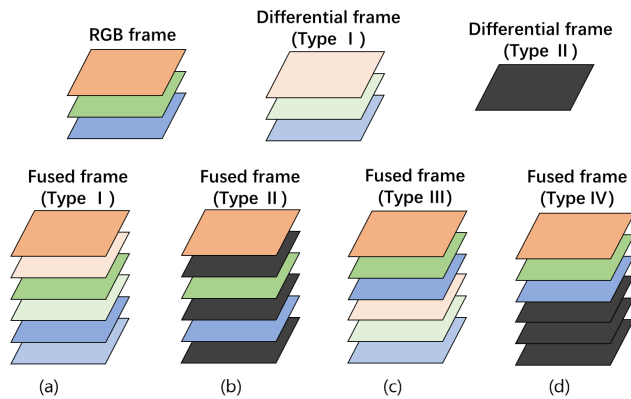 RGB frame
Differential frame
(Type Ⅰ)
Differential frame
(Type Ⅱ)
Fused frame
(Type Ⅰ)
Fused frame
(Type Ⅱ)
Fused frame
(Type Ⅲ)
Fused frame
(Type Ⅳ)
(a)
(b)
(c)
(d)